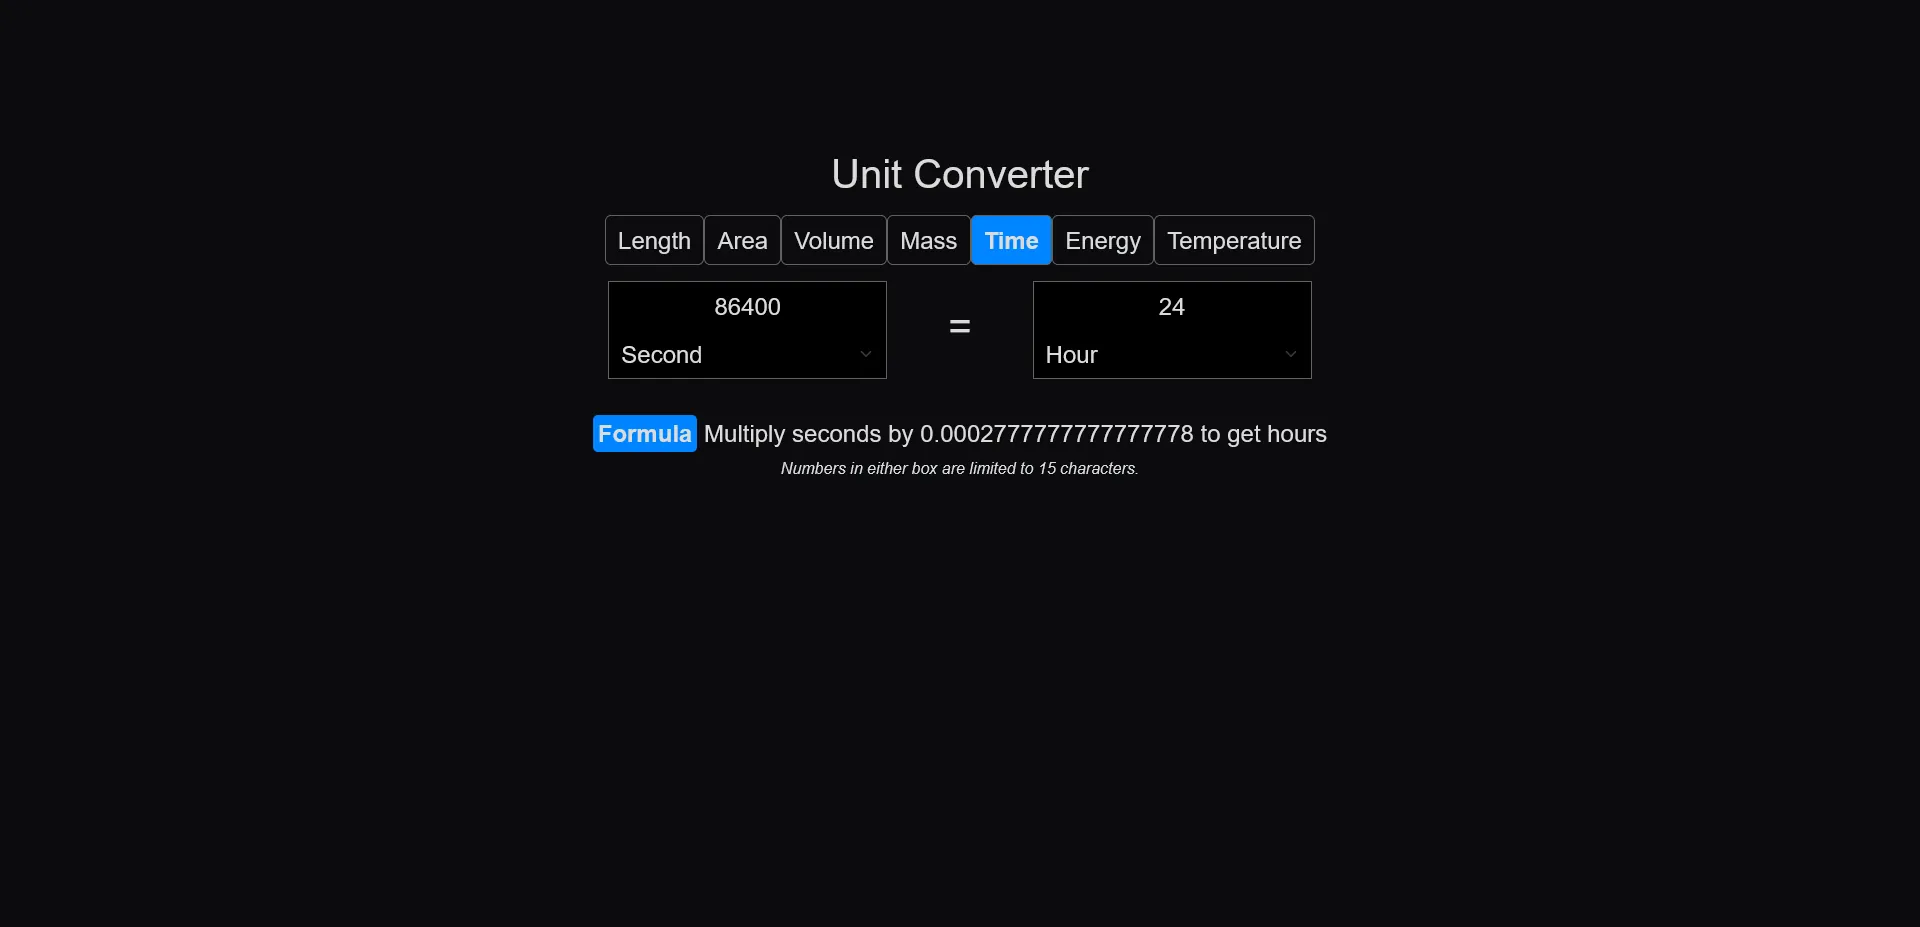 Unit Converter
Length Area Volume Mass Time Energy Temperature
86400 = 24
Second Hour
Formula Multiply seconds by 0.0002777777777777778 to get hours
Numbers in either box are limited to 15 characters.